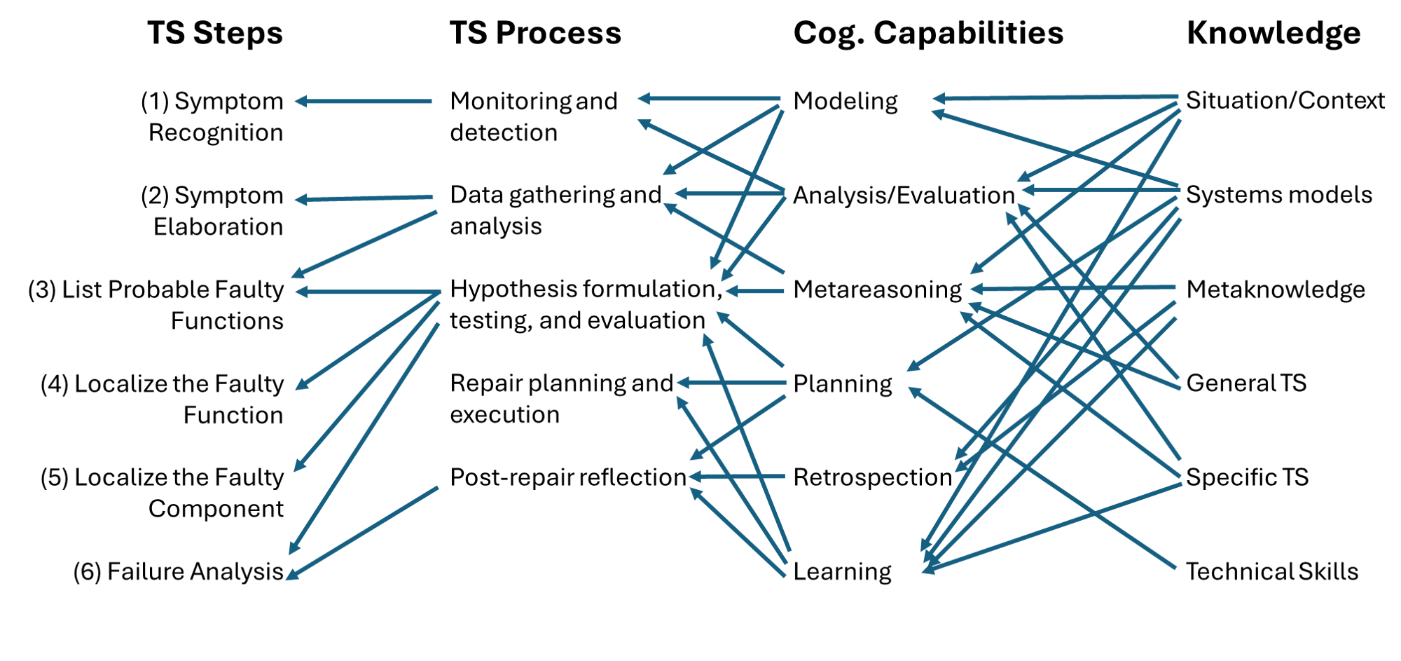 TS Steps
TS Process
Cog. Capabilities
Knowledge
(1) Symptom
Recognition
Monitoring and
detection
Modeling
Situation/Context
(2) Symptom
Elaboration
Data gathering and
analysis
Analysis/Evaluation
Systems models
(3) List Probable Faulty
Functions
Hypothesis formulation,
testing, and evaluation
Metareasoning
Metaknowledge
(4) Localize the Faulty
Function
Repair planning and
execution
Planning
General TS
(5) Localize the Faulty
Component
Post-repair reflection
Retrospection
Specific TS
(6) Failure Analysis
Learning
Technical Skills